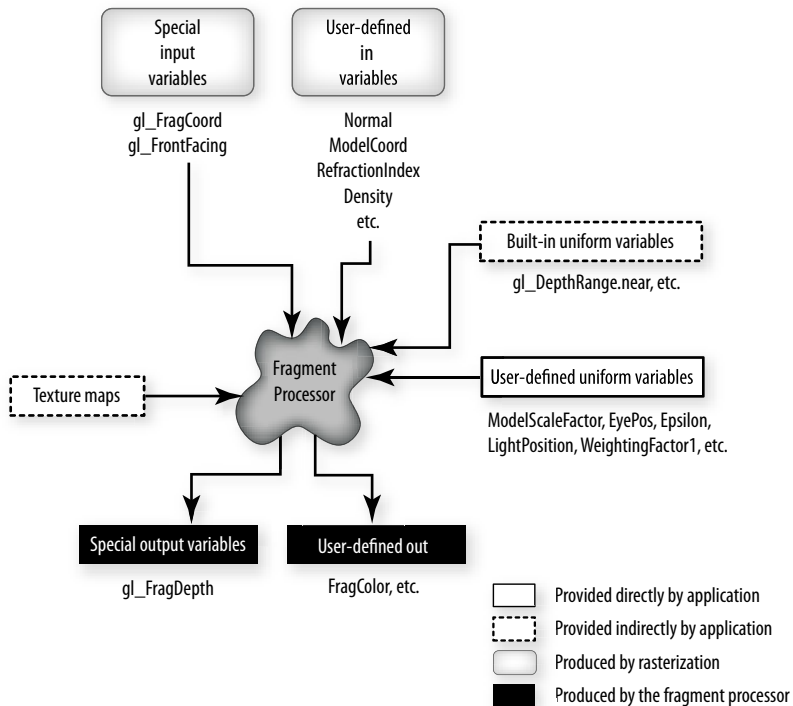 Special
input
variables
User-defined
in
variables
gl_FragCoord
gl_FrontFacing
Normal
ModelCoord
RefractionIndex
Density
etc.
Built-in uniform variables
gl_DepthRange.near, etc.
Fragment
Processor
Texture maps
User-defined uniform variables
ModelScaleFactor, EyePos, Epsilon,
LightPosition, WeightingFactor1, etc.
Special output variables
User-defined out
gl_FragDepth
FragColor, etc.
Provided directly by application
Provided indirectly by application
Produced by rasterization
Produced by the fragment processor